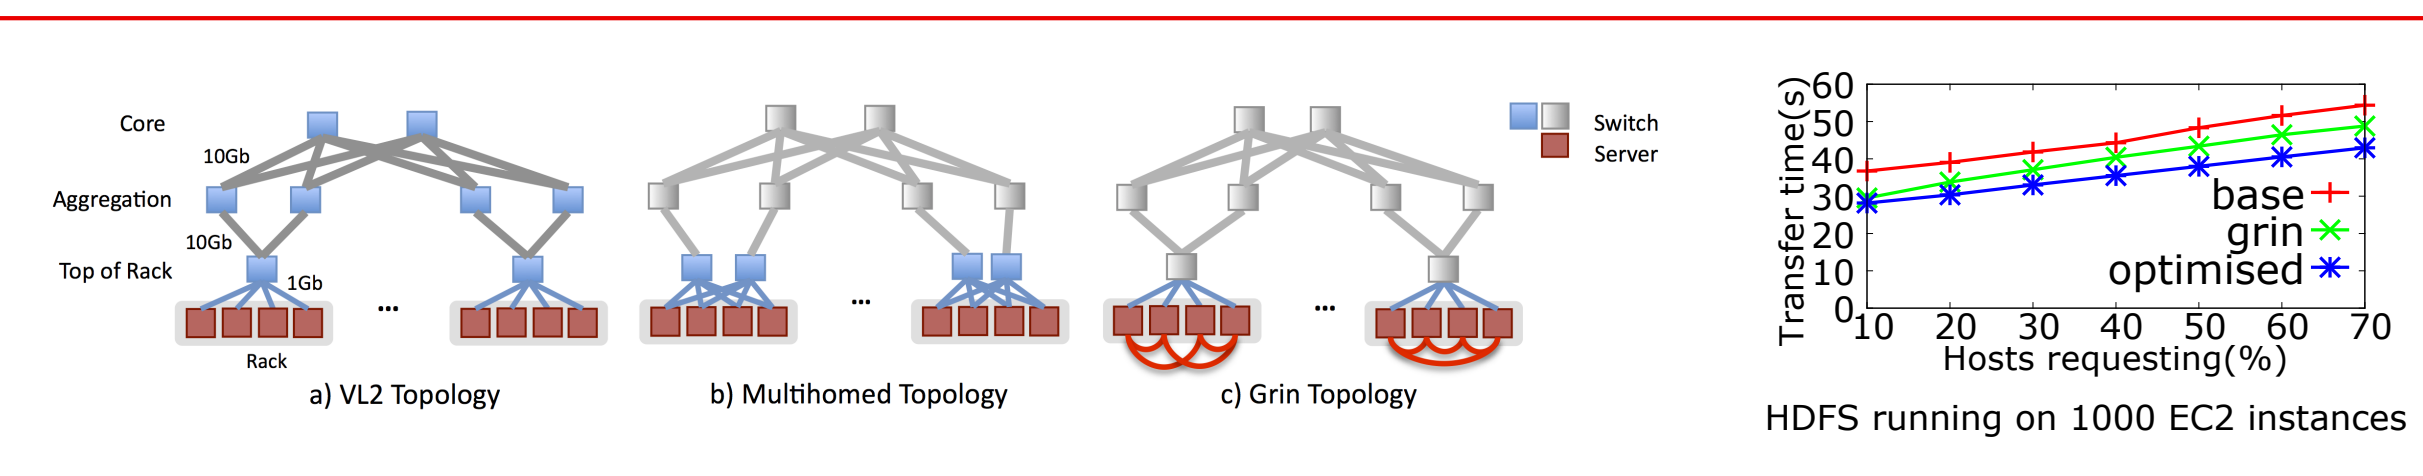 Core
10Gb
Aggregation
10Gb
Top of Rack
1Gb
...
...
...
Rack
a) VL2 Topology
b) Multihomed Topology
c) Grin Topology
Switch
Server
Transfer time(s)
60
50
40
30
20
10
0
base
grin
optimised
10 20 30 40 50 60 70
Hosts requesting(%)
HDFS running on 1000 EC2 instances